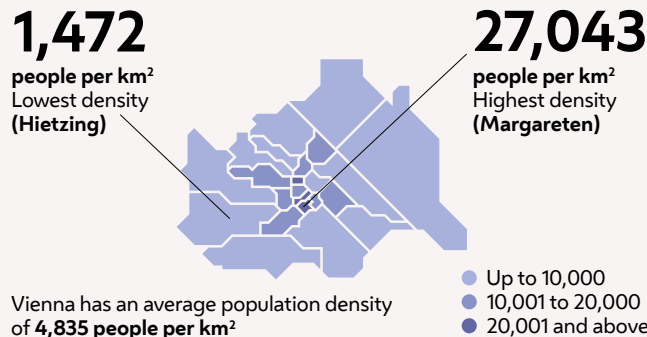 1,472
people per km²
Lowest density
(Hietzing)
27,043
people per km²
Highest density
(Margareten)
Vienna has an average population density
of 4,835 people per km²
Up to 10,000
10,001 to 20,000
20,001 and above